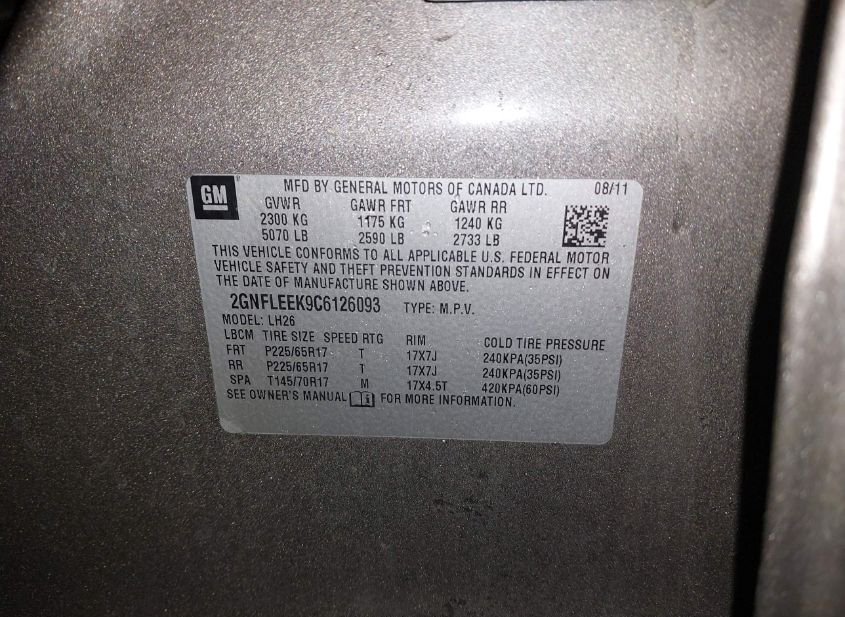 GM MFD BY GENERAL MOTORS OF CANADA LTD. 08/11
GVWR GAWR FRT GAWR RR
2300 KG 1175 KG 1240 KG
5070 LB 2590 LB 2733 LB
THIS VEHICLE CONFORMS TO ALL APPLICABLE U.S. FEDERAL MOTOR
VEHICLE SAFETY AND THEFT PREVENTION STANDARDS IN EFFECT ON
THE DATE OF MANUFACTURE SHOWN ABOVE.
2GNFLEEK9C6126093 TYPE: M.P.V.
MODEL: LH26
LBCM TIRE SIZE SPEED RTG RIM COLD TIRE PRESSURE
FRT P225/65R17 T 17X7J 240KPA(35PSI)
RR P225/65R17 T 17X7J 240KPA(35PSI)
SPA T145/70R17 M 17X4.5T 420KPA(60PSI)
SEE OWNER'S MANUAL FOR MORE INFORMATION.